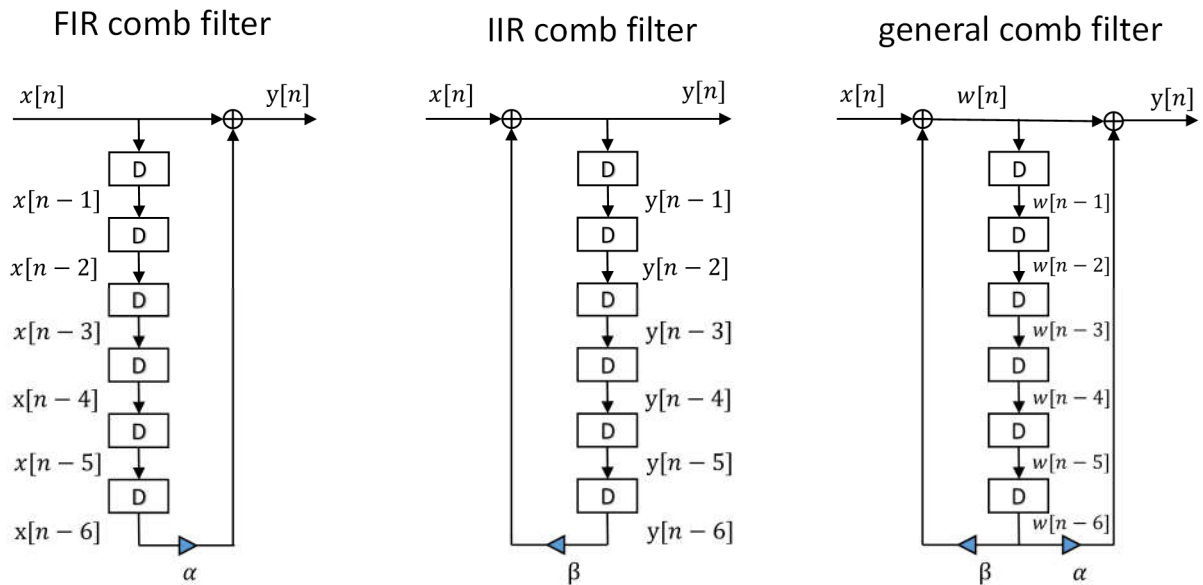 FIR comb filter
x[n]
y[n]
D
x[n − 1]
D
x[n − 2]
D
x[n − 3]
D
x[n − 4]
D
x[n − 5]
D
x[n − 6]
α
IIR comb filter
x[n]
y[n]
D
y[n − 1]
D
y[n − 2]
D
y[n − 3]
D
y[n − 4]
D
y[n − 5]
D
y[n − 6]
β
general comb filter
x[n]
w[n]
y[n]
D
w[n − 1]
D
w[n − 2]
D
w[n − 3]
D
w[n − 4]
D
w[n − 5]
D
w[n − 6]
β
α